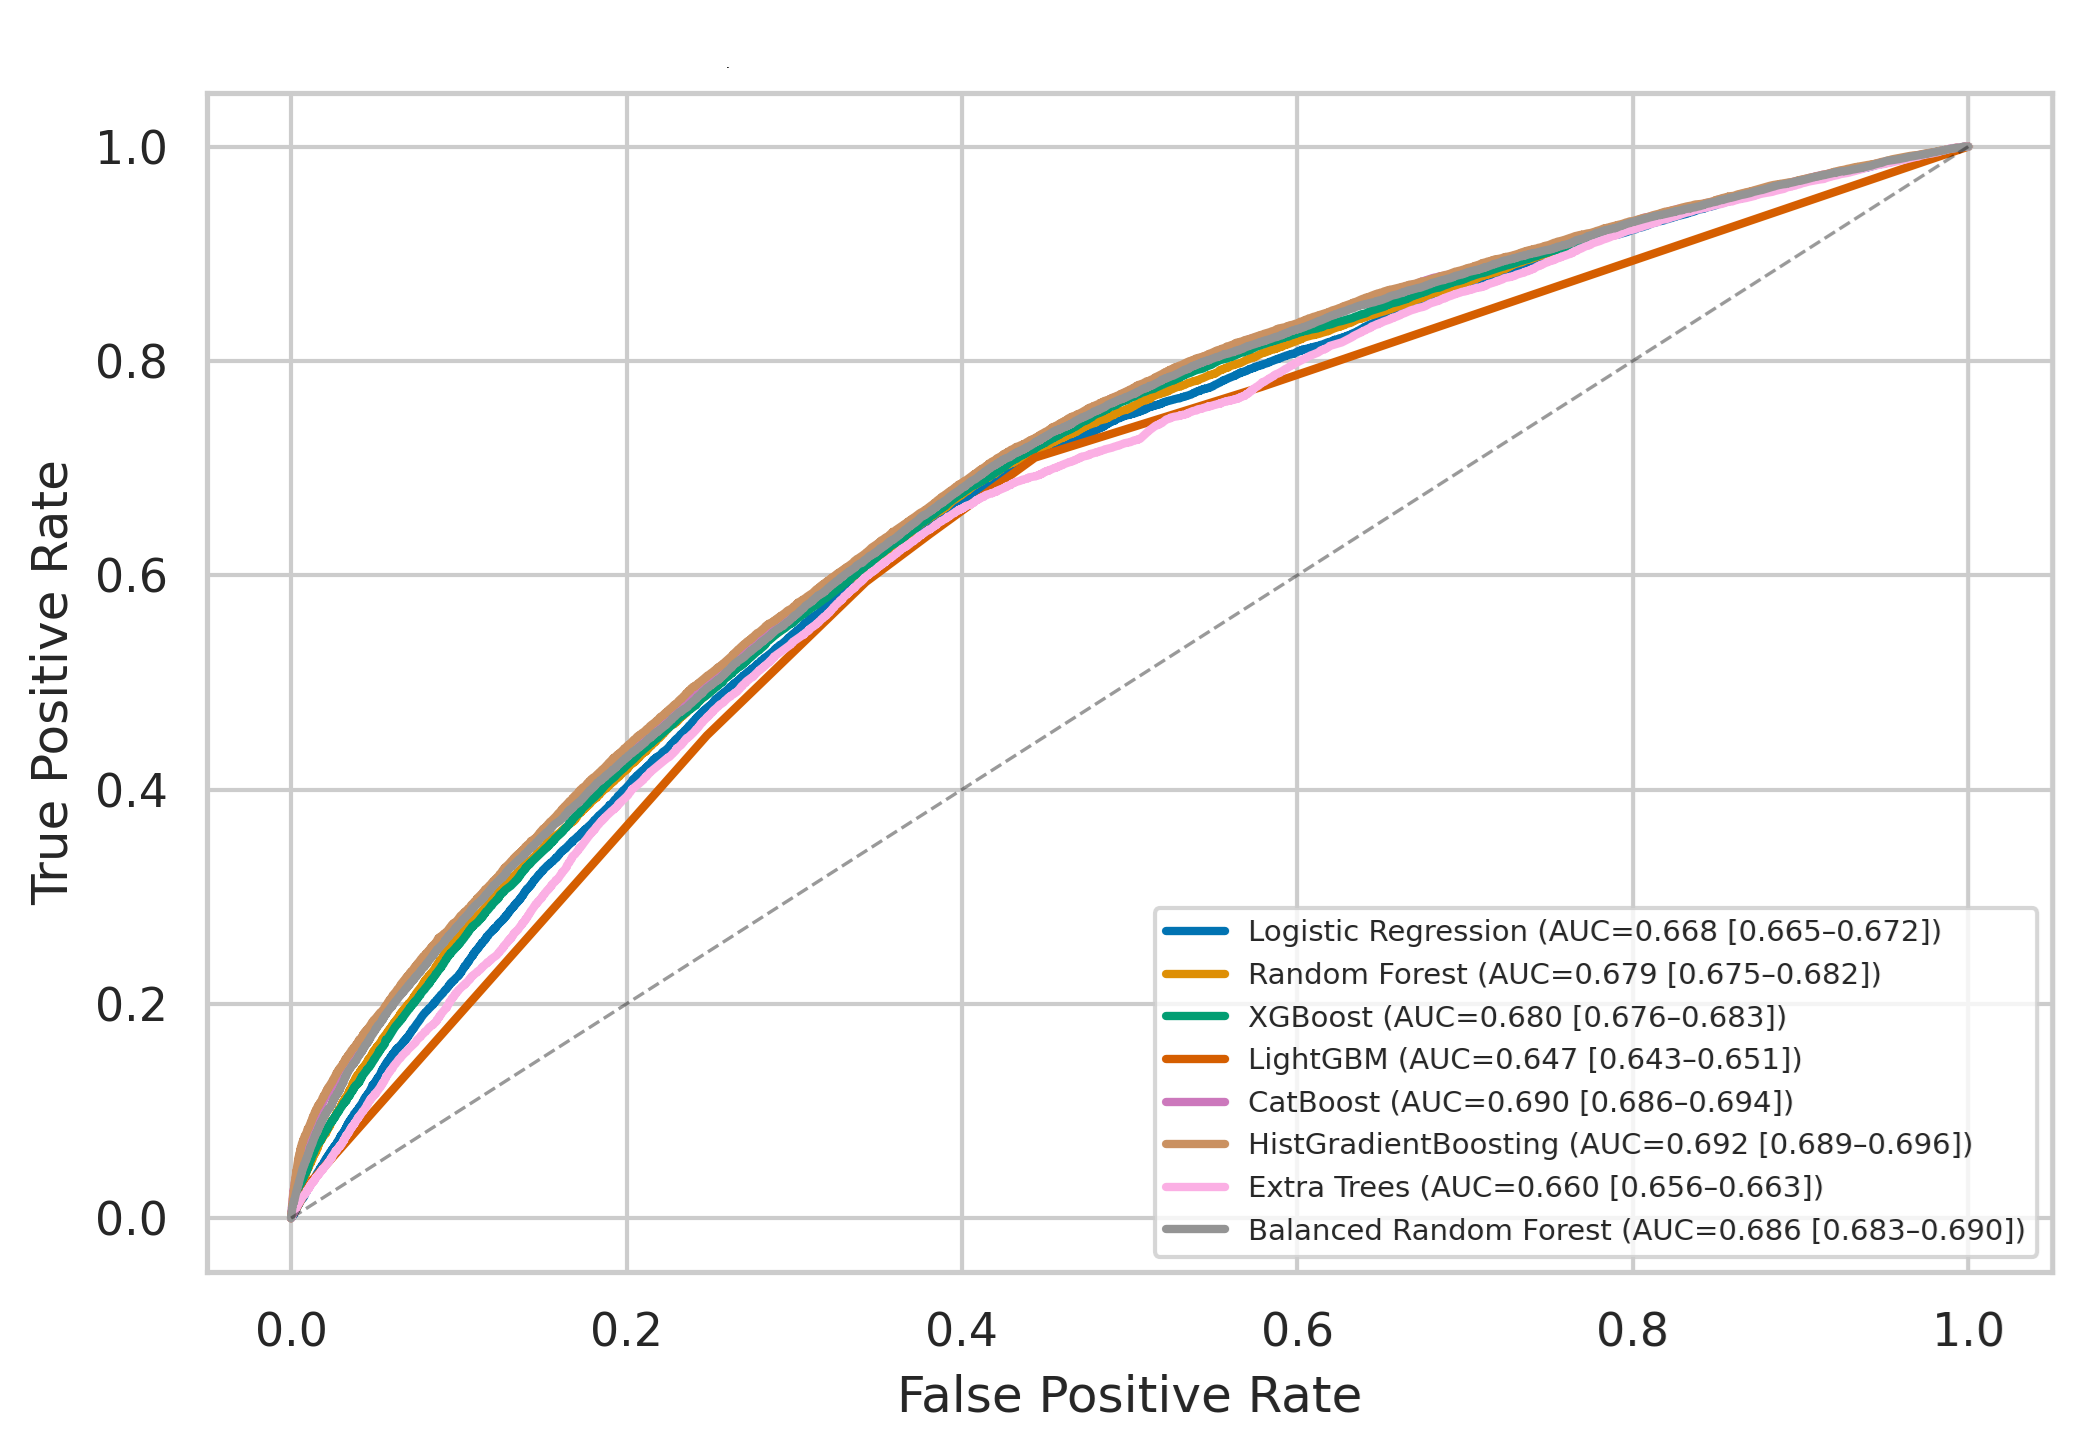 1.0
0.8
0.6
0.4
0.2
0.0
True Positive Rate
Logistic Regression (AUC=0.668 [0.665–0.672])
Random Forest (AUC=0.679 [0.675–0.682])
XGBoost (AUC=0.680 [0.676–0.683])
LightGBM (AUC=0.647 [0.643–0.651])
CatBoost (AUC=0.690 [0.686–0.694])
HistGradientBoosting (AUC=0.692 [0.689–0.696])
Extra Trees (AUC=0.660 [0.656–0.663])
Balanced Random Forest (AUC=0.686 [0.683–0.690])
0.0 0.2 0.4 0.6 0.8 1.0
False Positive Rate